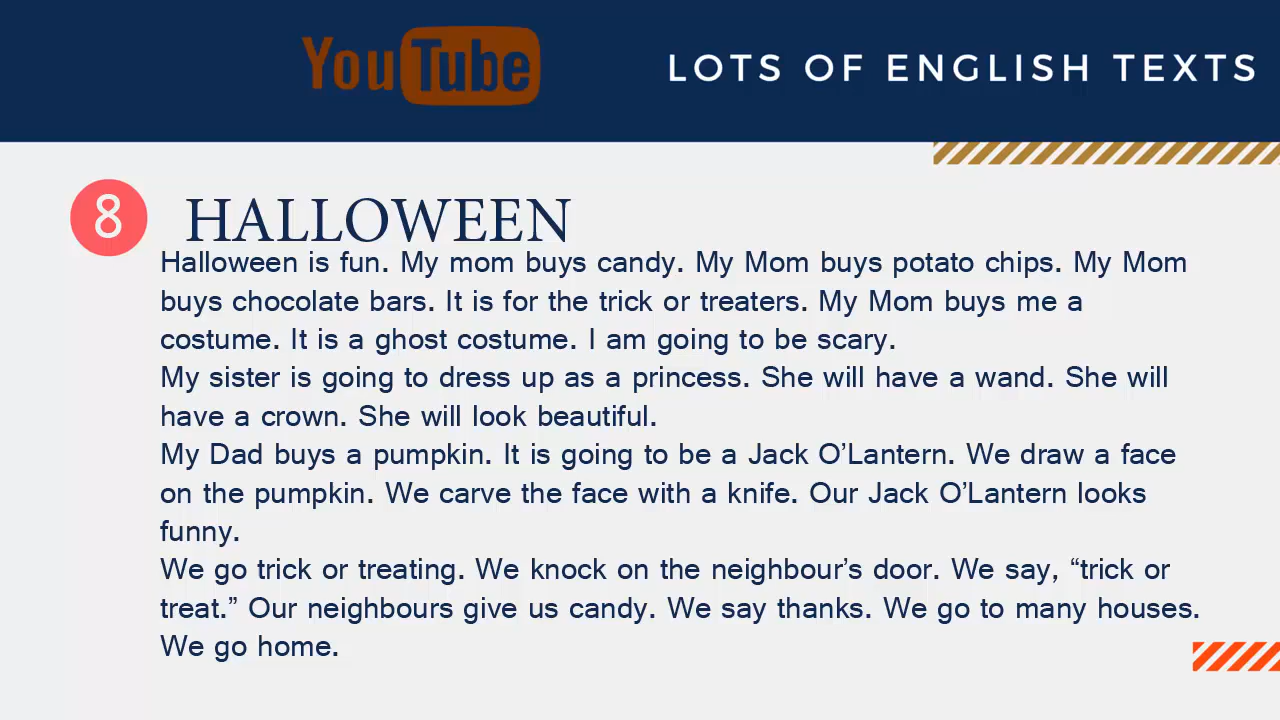 YouTube
LOTS OF ENGLISH TEXTS
8
HALLOWEEN
Halloween is fun. My mom buys candy. My Mom buys potato chips. My Mom
buys chocolate bars. It is for the trick or treaters. My Mom buys me a
costume. It is a ghost costume. I am going to be scary.
My sister is going to dress up as a princess. She will have a wand. She will
have a crown. She will look beautiful.
My Dad buys a pumpkin. It is going to be a Jack O’Lantern. We draw a face
on the pumpkin. We carve the face with a knife. Our Jack O’Lantern looks
funny.
We go trick or treating. We knock on the neighbour’s door. We say, “trick or
treat.” Our neighbours give us candy. We say thanks. We go to many houses.
We go home.